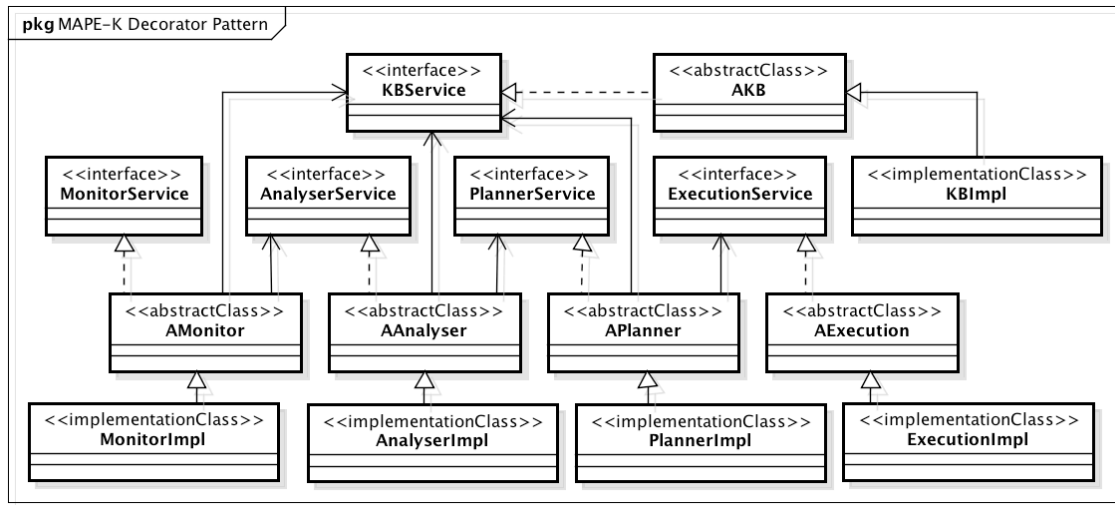 pkg MAPE-K Decorator Pattern
<<interface>>
KBService
<<abstractClass>>
AKB
<<interface>>
MonitorService
<<interface>>
AnalyserService
<<interface>>
PlannerService
<<interface>>
ExecutionService
<<implementationClass>>
KBImpl
<<abstractClass>>
AMonitor
<<abstractClass>>
AAnalyser
<<abstractClass>>
APlanner
<<abstractClass>>
AExecution
<<implementationClass>>
MonitorImpl
<<implementationClass>>
AnalyserImpl
<<implementationClass>>
PlannerImpl
<<implementationClass>>
ExecutionImpl